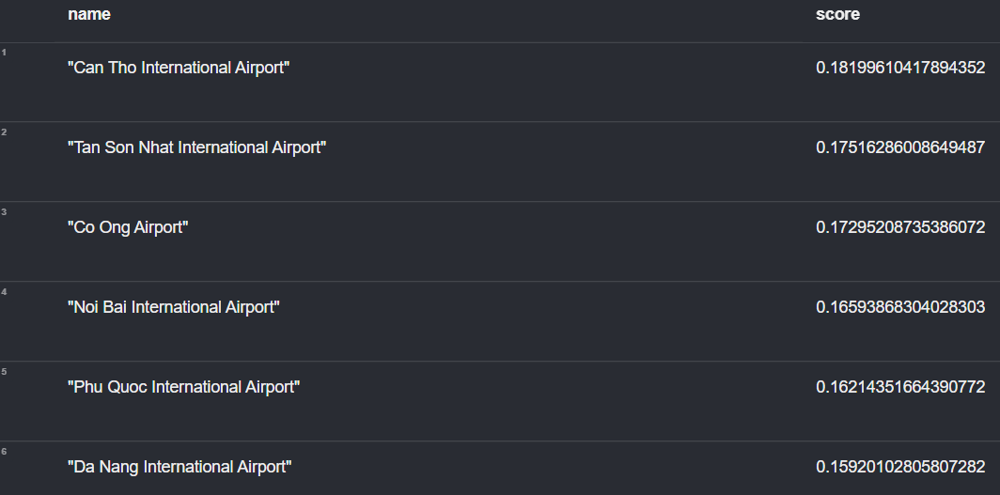 name score
1 "Can Tho International Airport" 0.18199610417894352
2 "Tan Son Nhat International Airport" 0.17516286008649487
3 "Co Ong Airport" 0.17295208735386072
4 "Noi Bai International Airport" 0.16593868304028303
5 "Phu Quoc International Airport" 0.16214351664390772
6 "Da Nang International Airport" 0.15920102805807282